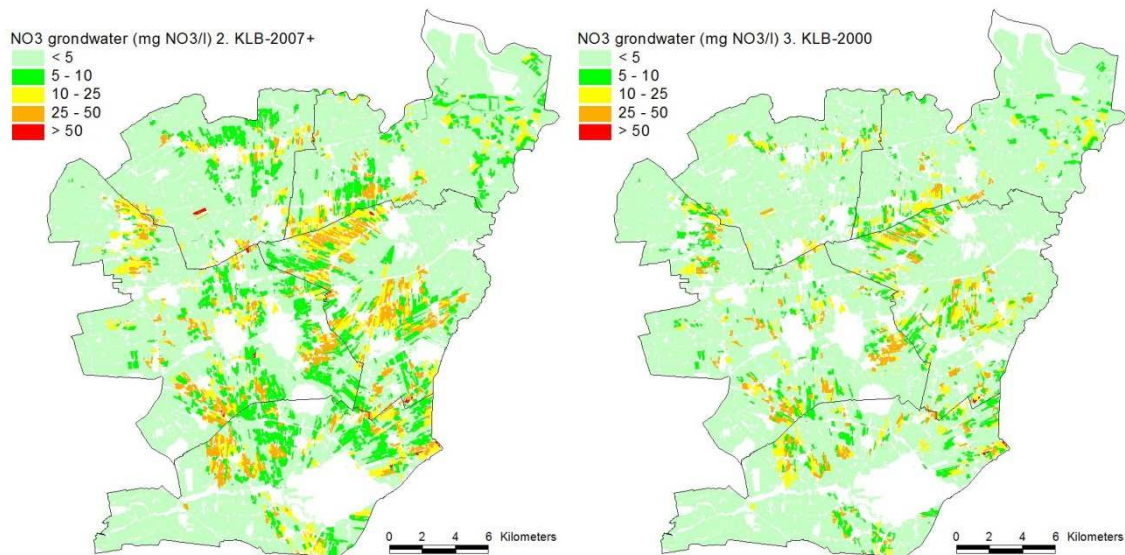 NO3 grondwater (mg NO3/l) 2. KLB-2007+
< 5
5 - 10
10 - 25
25 - 50
> 50
0 2 4 6 Kilometers
NO3 grondwater (mg NO3/l) 3. KLB-2000
< 5
5 - 10
10 - 25
25 - 50
> 50
0 2 4 6 Kilometers